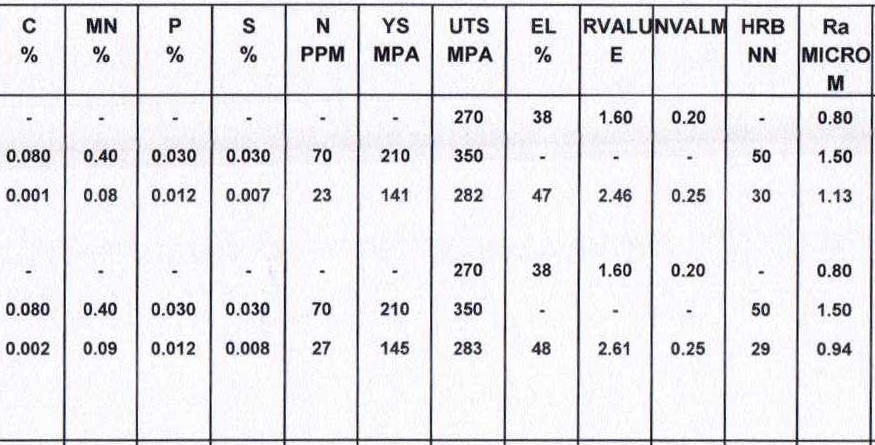 C MN P S N YS UTS EL RVALU NVALM HRB Ra
% % % % PPM MPA MPA % E NN MICRO
M
- - - - - - 270 38 1.60 0.20 - 0.80
0.080 0.40 0.030 0.030 70 210 350 - - - 50 1.50
0.001 0.08 0.012 0.007 23 141 282 47 2.46 0.25 30 1.13
- - - - - - 270 38 1.60 0.20 - 0.80
0.080 0.40 0.030 0.030 70 210 350 - - - 50 1.50
0.002 0.09 0.012 0.008 27 145 283 48 2.61 0.25 29 0.94